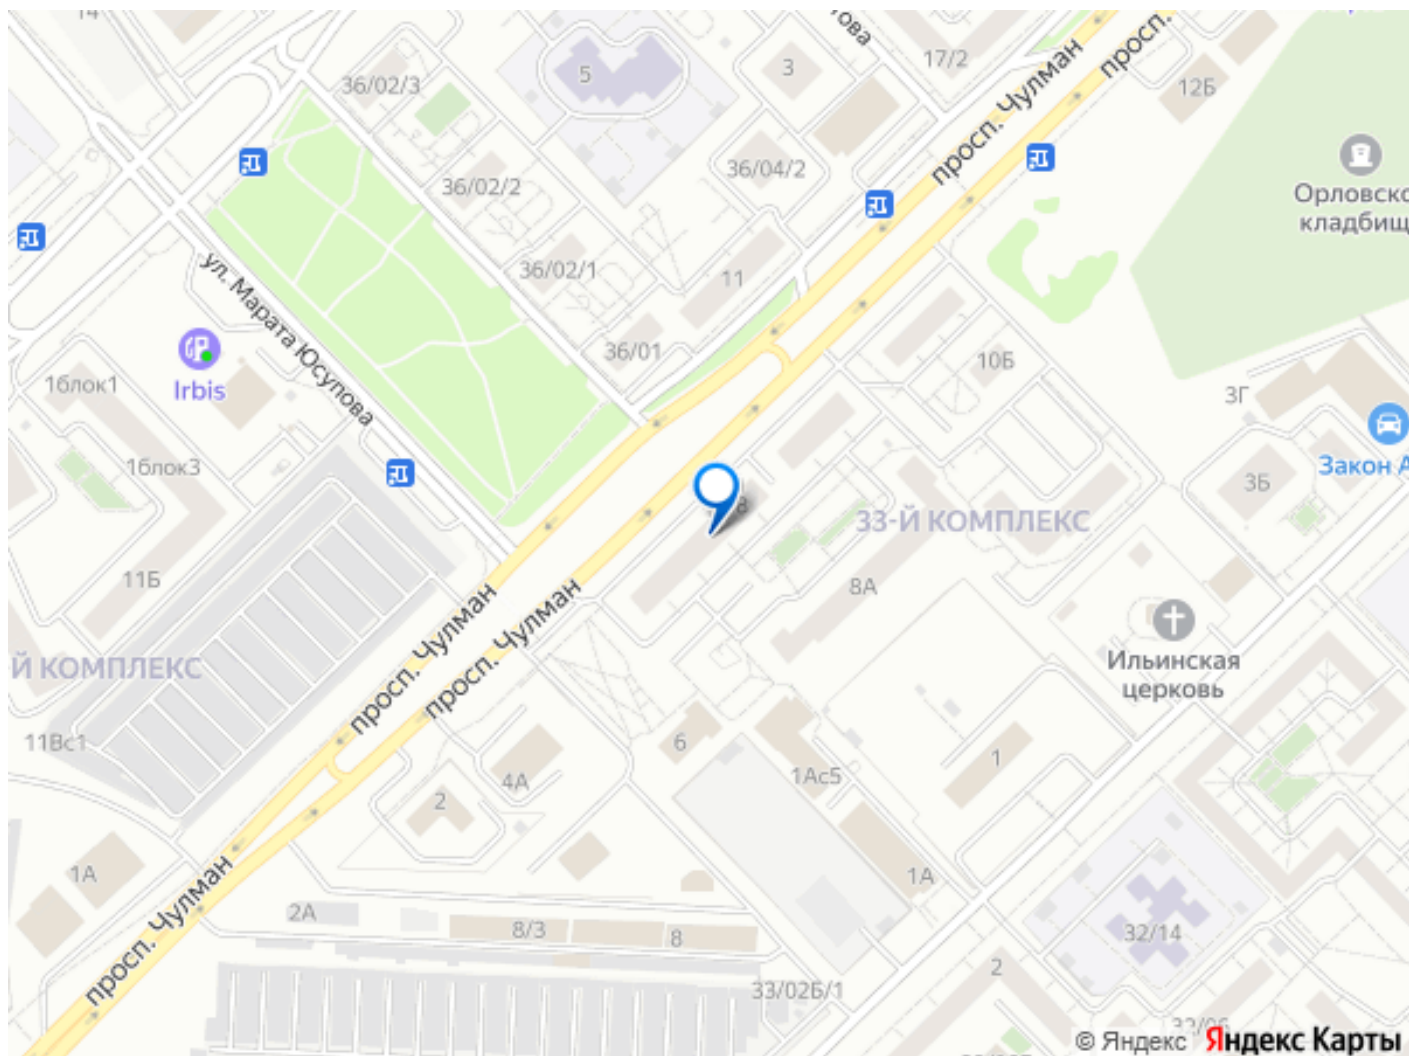 14
36/02/3
5
3
17/2
просп. Чулман
просп.
12Б
36/02/2
36/04/2
Орловско
кладбищ
ул. Марата Юсупова
36/02/1
11
36/01
10Б
Irbis
1блок1
3Г
Закон А
1блок3
3Б
33-Й КОМПЛЕКС
11Б
8А
просп. Чулман
просп. Чулман
Ильинская
церковь
Й КОМПЛЕКС
11Вс1
6
4А
1Ас5
1
2
1А
1А
просп. Чулман
2А
8/3
8
32/14
2
33/02Б/1
© Яндекс Яндекс Карты